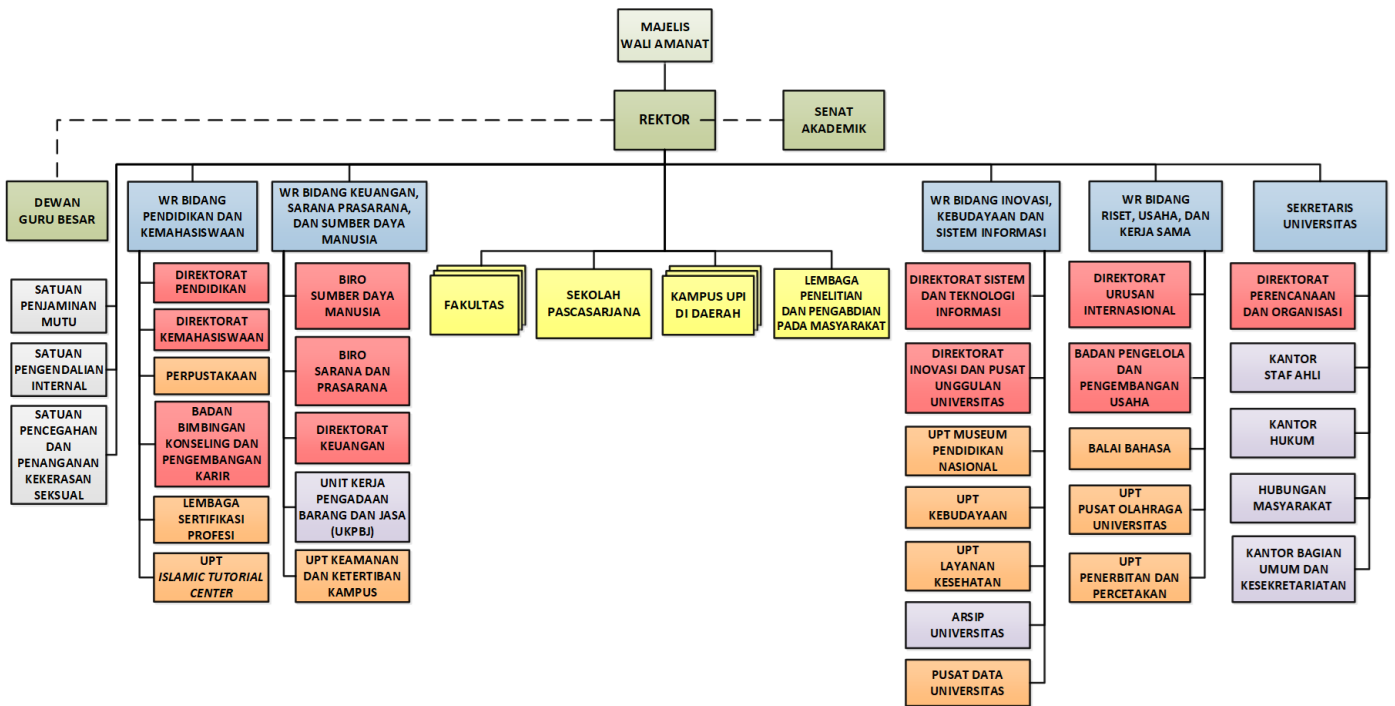 MAJELIS
WALI AMANAT
REKTOR
SENAT
AKADEMIK
DEWAN
GURU BESAR
SATUAN
PENJAMINAN
MUTU
SATUAN
PENGENDALIAN
INTERNAL
SATUAN
PENCEGAHAN
DAN
PENANGANAN
KEKERASAN
SEKSUAL
WR BIDANG
PENDIDIKAN DAN
KEMAHASISWAAN
DIREKTORAT
PENDIDIKAN
DIREKTORAT
KEMAHASISWAAN
PERPUSTAKAAN
BADAN
BIMBINGAN
KONSELING DAN
PENGEMBANGAN
KARIR
LEMBAGA
SERTIFIKASI
PROFESI
UPT
ISLAMIC TUTORIAL
CENTER
WR BIDANG KEUANGAN,
SARANA PRASARANA,
DAN SUMBER DAYA
MANUSIA
BIRO
SUMBER DAYA
MANUSIA
BIRO
SARANA DAN
PRASARANA
DIREKTORAT
KEUANGAN
UNIT KERJA
PENGADAAN
BARANG DAN JASA
(UKPBJ)
UPT KEAMANAN
DAN KETERTIBAN
KAMPUS
FAKULTAS
SEKOLAH
PASCASARJANA
KAMPUS UPI
DI DAERAH
LEMBAGA
PENELITIAN
DAN PENGABDIAN
PADA MASYARAKAT
WR BIDANG INOVASI,
KEBUDAYAAN DAN
SISTEM INFORMASI
DIREKTORAT SISTEM
DAN TEKNOLOGI
INFORMASI
DIREKTORAT
INOVASI DAN PUSAT
UNGGULAN
UNIVERSITAS
UPT MUSEUM
PENDIDIKAN
NASIONAL
UPT
KEBUDAYAAN
UPT
LAYANAN
KESEHATAN
ARSIP
UNIVERSITAS
PUSAT DATA
UNIVERSITAS
WR BIDANG
RISET, USAHA, DAN
KERJA SAMA
DIREKTORAT
URUSAN
INTERNASIONAL
BADAN PENGELOLA
DAN
PENGEMBANGAN
USAHA
BALAI BAHASA
UPT
PUSAT OLAHRAGA
UNIVERSITAS
UPT
PENERBITAN DAN
PERCETAKAN
SEKRETARIS
UNIVERSITAS
DIREKTORAT
PERENCANAAN
DAN ORGANISASI
KANTOR
STAF AHLI
KANTOR
HUKUM
HUBUNGAN
MASYARAKAT
KANTOR BAGIAN
UMUM DAN
KESEKRETARIATAN